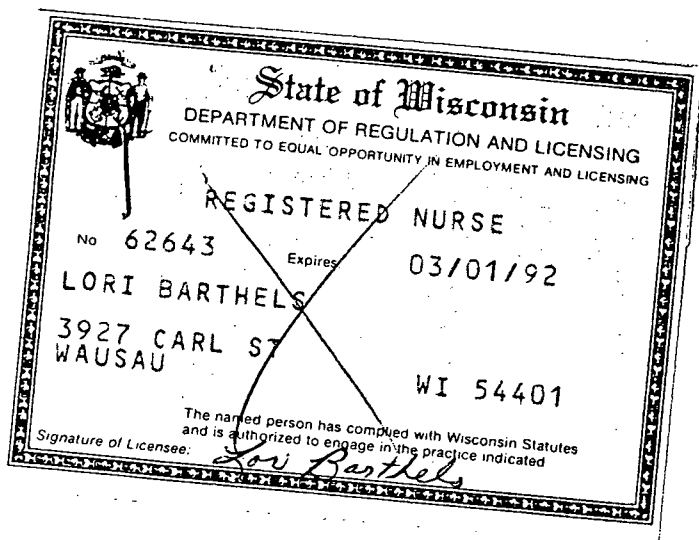 State of Wisconsin
DEPARTMENT OF REGULATION AND LICENSING
COMMITTED TO EQUAL OPPORTUNITY IN EMPLOYMENT AND LICENSING
REGISTERED NURSE
No 62643 Expires 03/01/92
LORI BARTHELS
3927 CARL ST
WAUSAU WI 54401
The named person has complied with Wisconsin Statutes
and is authorized to engage in the practice indicated
Signature of Licensee: Lori Barthels